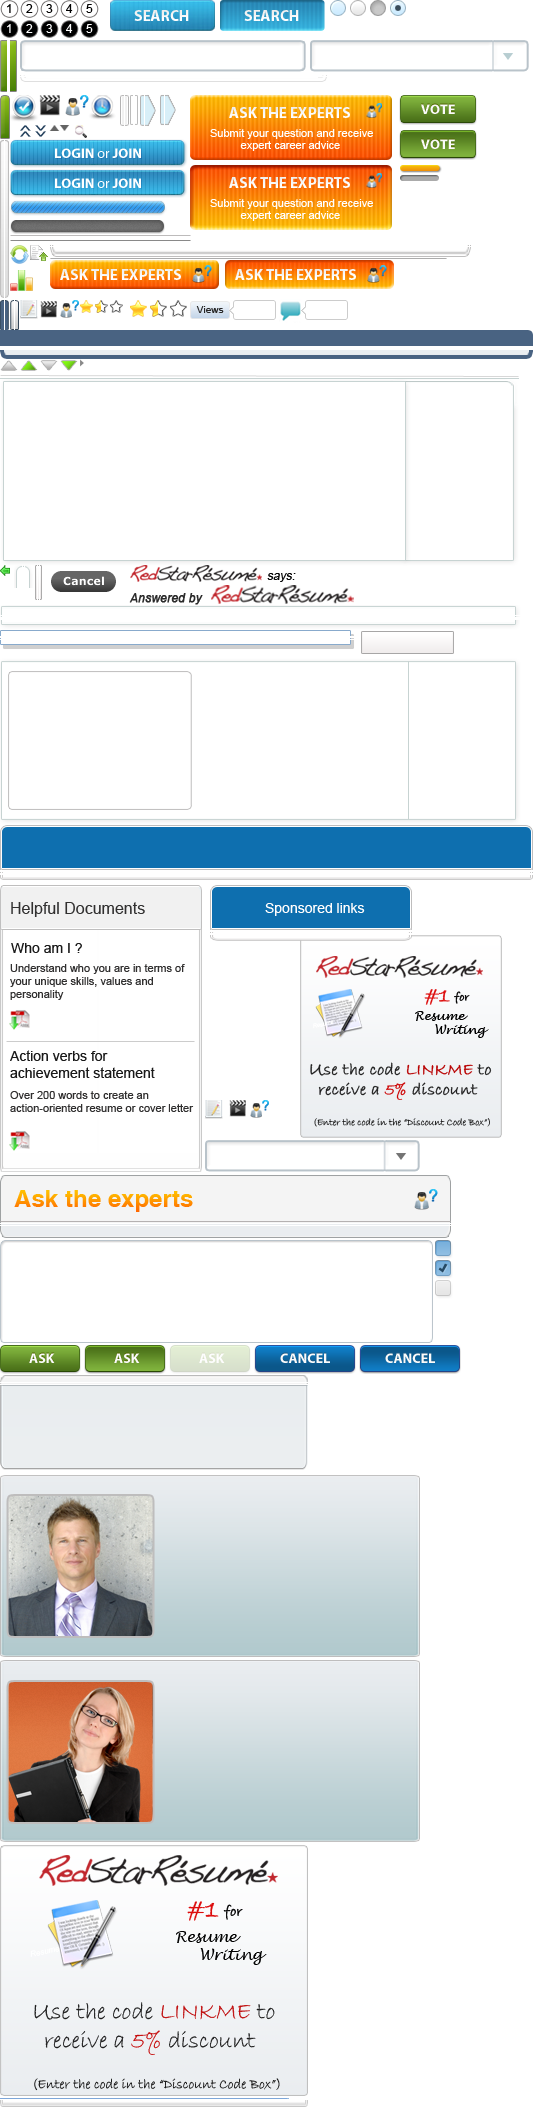 1 2 3 4 5
1 2 3 4 5
SEARCH SEARCH
ASK THE EXPERTS
Submit your question and receive
expert career advice
VOTE
VOTE
LOGIN or JOIN
LOGIN or JOIN
ASK THE EXPERTS
Submit your question and receive
expert career advice
ASK THE EXPERTS ASK THE EXPERTS
Views
Cancel
RedStarRésumé says:
Answered by RedStarRésumé
Helpful Documents
Who am I ?
Understand who you are in terms of
your unique skills, values and
personality
Action verbs for
achievement statement
Over 200 words to create an
action-oriented resume or cover letter
Sponsored links
RedStarRésumé
#1 for
Resume
Writing
Use the code LINKME to
receive a 5% discount
(Enter the code in the “Discount Code Box”)
Ask the experts
ASK ASK ASK CANCEL CANCEL
RedStarRésumé
#1 for
Resume
Writing
Use the code LINKME to
receive a 5% discount
(Enter the code in the “Discount Code Box”)